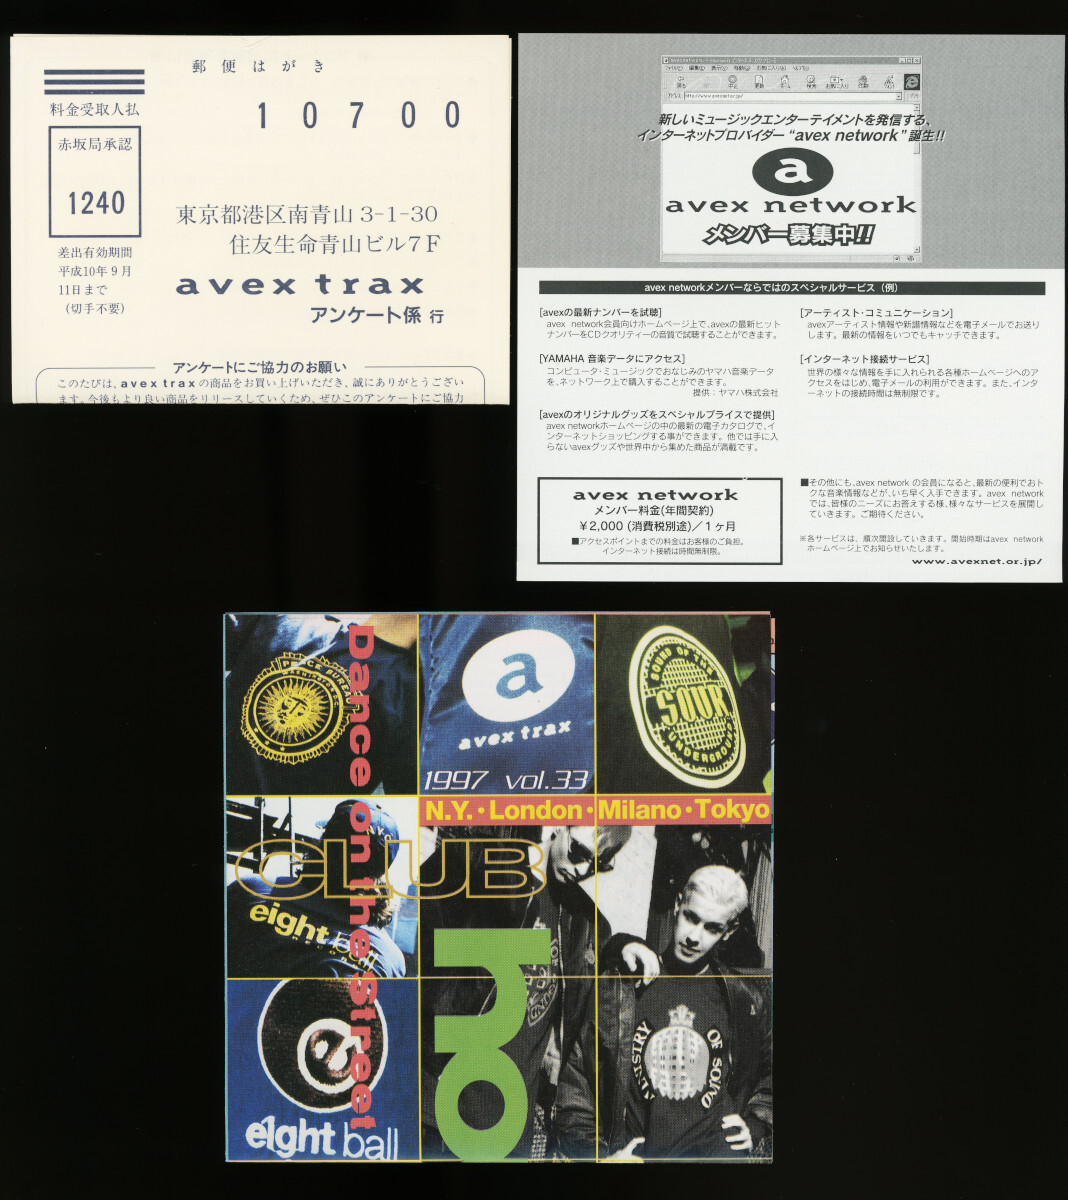 郵便はがき
料金受取人払
10700
赤坂局承認
1240
差出有効期間
平成10年9月
11日まで
(切手不要)
東京都港区南青山 3-1-30
住友生命青山ビル7F
avex trax
アンケート係 行
アンケートにご協力のお願い
このたびは、avex traxの商品をお買い上げいただき、誠にありがとうござい
ます。今後もより良い商品をリリースしていくため、ぜひこのアンケートにご協力
http://www.avexnet.or.jp/
新しいミュージックエンターテイメントを発信する、
インターネットプロバイダー“avex network”誕生!!
a
avex network
メンバー募集中!!
avex networkメンバーならではのスペシャルサービス（例）
[avexの最新ナンバーを試聴]
avex network会員向けホームページ上で、avexの最新ヒット
ナンバーをCDクオリティーの音質で試聴することができます。
[YAMAHA 音楽データにアクセス]
コンピュータ・ミュージックでおなじみのヤマハ音楽データ
を、ネットワーク上で購入することができます。
提供：ヤマハ株式会社
[avexのオリジナルグッズをスペシャルプライスで提供]
avex networkホームページの中の最新の電子カタログで、イ
ンターネットショッピングする事ができます。他では手に入
らないavexグッズや世界中から集めた商品が満載です。
[アーティスト・コミュニケーション]
avexアーティスト情報や新譜情報などを電子メールでお送り
します。最新の情報をいつでもキャッチできます。
[インターネット接続サービス]
世界の様々な情報を手に入れられる各種ホームページへのア
クセスをはじめ、電子メールの利用ができます。また、インタ
ーネットの接続時間は無制限です。
avex network
メンバー料金(年間契約)
¥2,000 (消費税別途)／1ヶ月
■アクセスポイントまでの料金はお客様のご負担。
インターネット接続は時間無制限。
■その他にも、avex network の会員になると、最新の便利でおト
クな音楽情報などが、いち早く入手できます。avex network
では、皆様のニーズにお答えする様、様々なサービスを展開し
ていきます。ご期待ください。
※各サービスは、順次開設していきます。開始時期はavex network
ホームページ上でお知らせいたします。
www.avexnet.or.jp/
Dance on the Street
a
avex trax
1997 vol.33
SOUND OF THE
SOUR
UNDERGROUND
N.Y.・London・Milano・Tokyo
CLUB
eight ball
e
eight ball
MINISTRY OF SOUND